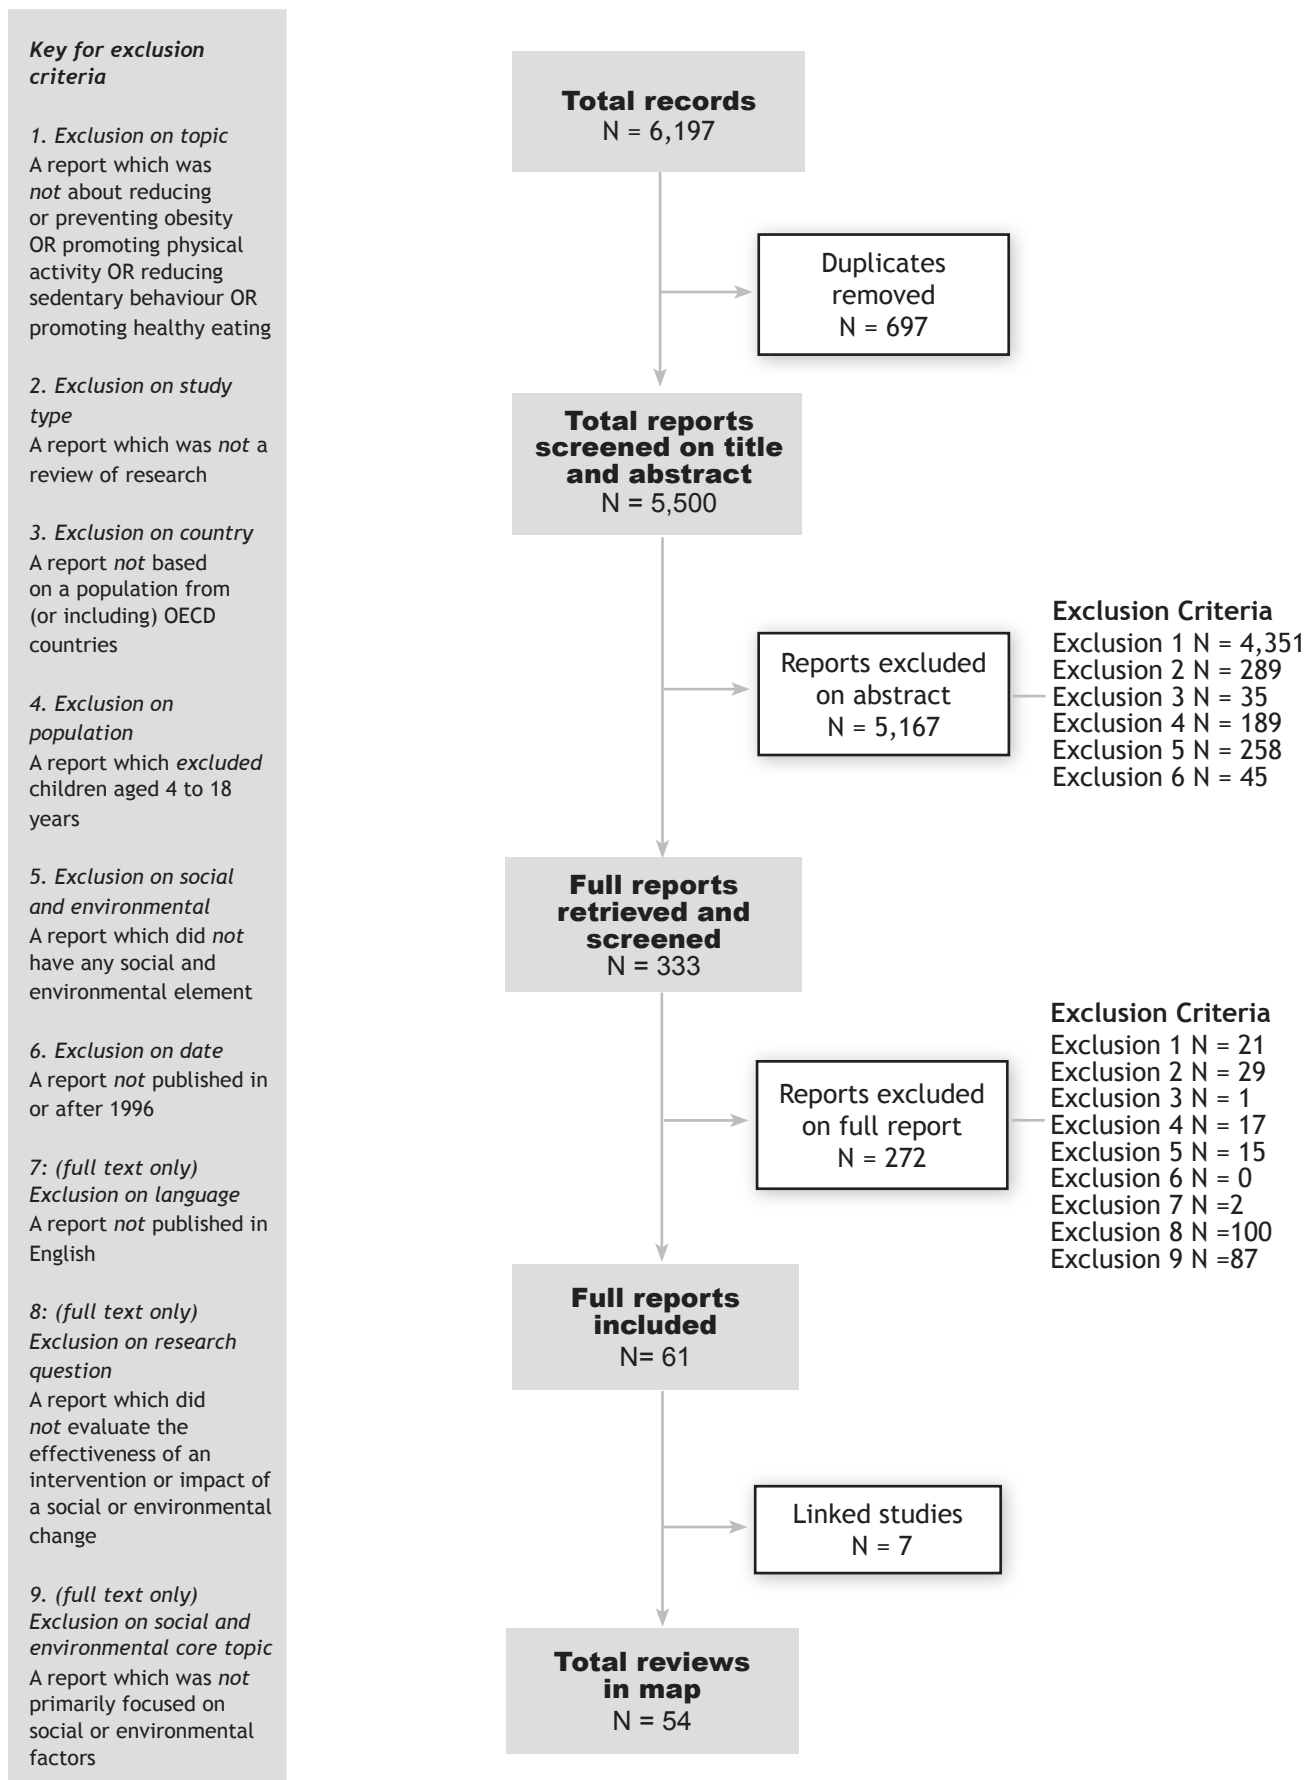 Key for exclusion
criteria
1. Exclusion on topic
A report which was
not about reducing
or preventing obesity
OR promoting physical
activity OR reducing
sedentary behaviour OR
promoting healthy eating
2. Exclusion on study
type
A report which was not a
review of research
3. Exclusion on country
A report not based
on a population from
(or including) OECD
countries
4. Exclusion on
population
A report which excluded
children aged 4 to 18
years
5. Exclusion on social
and environmental
A report which did not
have any social and
environmental element
6. Exclusion on date
A report not published in
or after 1996
7: (full text only)
Exclusion on language
A report not published in
English
8: (full text only)
Exclusion on research
question
A report which did
not evaluate the
effectiveness of an
intervention or impact of
a social or environmental
change
9. (full text only)
Exclusion on social and
environmental core topic
A report which was not
primarily focused on
social or environmental
factors
Total records
N = 6,197
Duplicates
removed
N = 697
Total reports
screened on title
and abstract
N = 5,500
Reports excluded
on abstract
N = 5,167
Exclusion Criteria
Exclusion 1 N = 4,351
Exclusion 2 N = 289
Exclusion 3 N = 35
Exclusion 4 N = 189
Exclusion 5 N = 258
Exclusion 6 N = 45
Full reports
retrieved and
screened
N = 333
Reports excluded
on full report
N = 272
Exclusion Criteria
Exclusion 1 N = 21
Exclusion 2 N = 29
Exclusion 3 N = 1
Exclusion 4 N = 17
Exclusion 5 N = 15
Exclusion 6 N = 0
Exclusion 7 N =2
Exclusion 8 N =100
Exclusion 9 N =87
Full reports
included
N= 61
Linked studies
N = 7
Total reviews
in map
N = 54